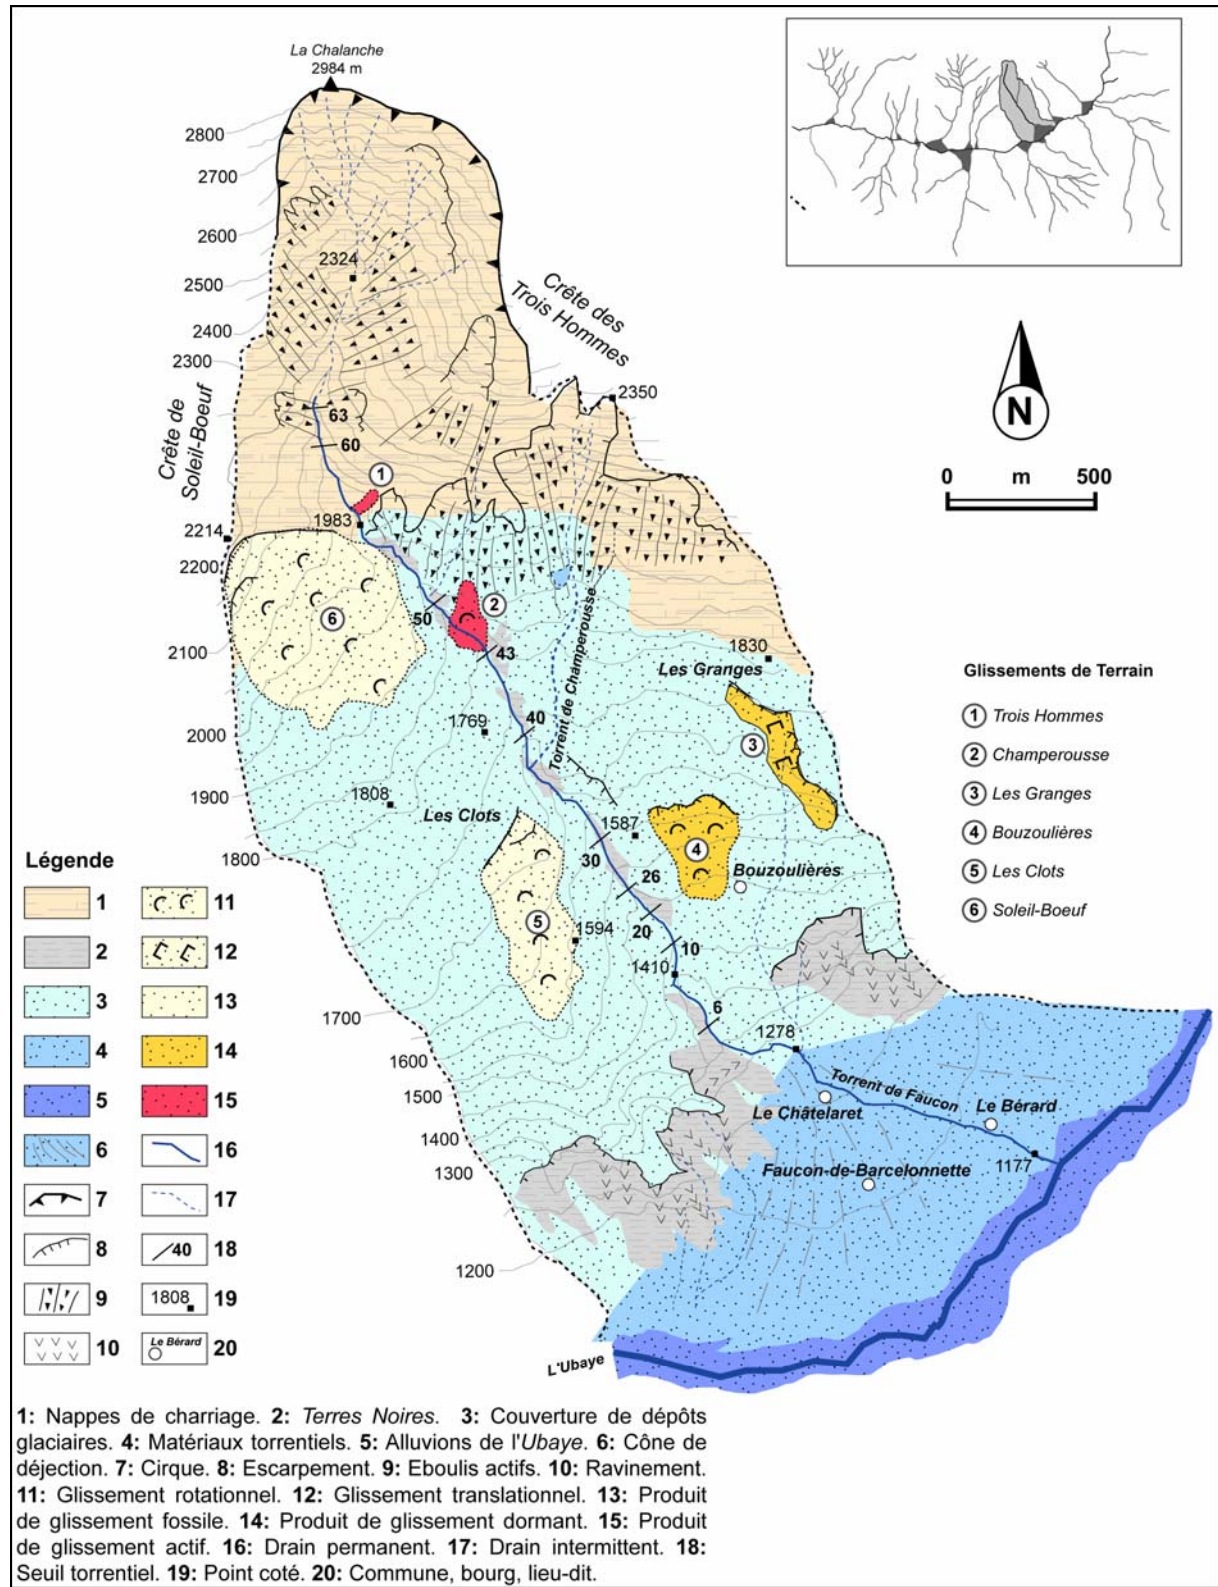 La Chalanche
2984 m
2800
2700
2600
2324
2500
Crête des
Trois Hommes
2400
2300
2350
Crête de
Soleil-Boeuf
63
60
N
0 m 500
1
1983
2214
2200
6
50
2
43
2100
Torrent de Champerousse
1830
Les Granges
Glissements de Terrain
1 Trois Hommes
2 Champerousse
3 Les Granges
4 Bouzoulières
5 Les Clots
6 Soleil-Boeuf
40
1769
2000
3
1900
1808
Les Clots
1587
4
30
1800
26
Bouzoulières
5
20
1594
10
1410
6
1700
1278
1600
Torrent de Faucon
1500
Le Châtelaret
Le Bérard
1400
1177
1300
Faucon-de-Barcelonnette
1200
L'Ubaye
Légende
1 11
2 12
3 13
4 14
5 15
6 16
7 17
8 40 18
9 1808 19
10 Le Bérard 20
1: Nappes de charriage. 2: Terres Noires. 3: Couverture de dépôts
glaciaires. 4: Matériaux torrentiels. 5: Alluvions de l'Ubaye. 6: Cône de
déjection. 7: Cirque. 8: Escarpement. 9: Eboulis actifs. 10: Ravinement.
11: Glissement rotationnel. 12: Glissement translationnel. 13: Produit
de glissement fossile. 14: Produit de glissement dormant. 15: Produit
de glissement actif. 16: Drain permanent. 17: Drain intermittent. 18:
Seuil torrentiel. 19: Point coté. 20: Commune, bourg, lieu-dit.